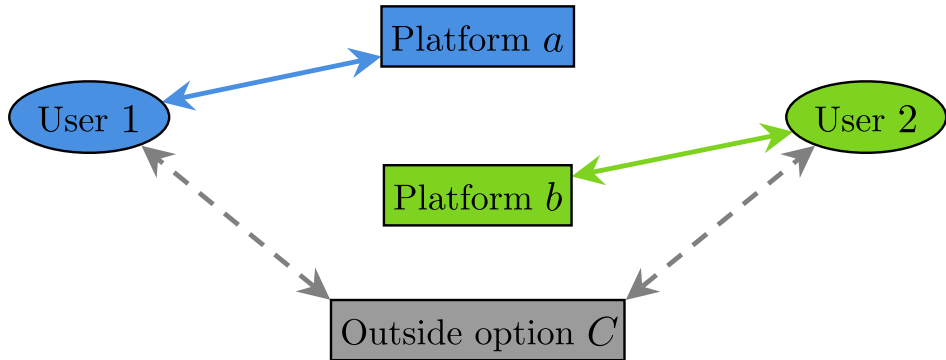 Platform a
User 1
User 2
Platform b
Outside option C